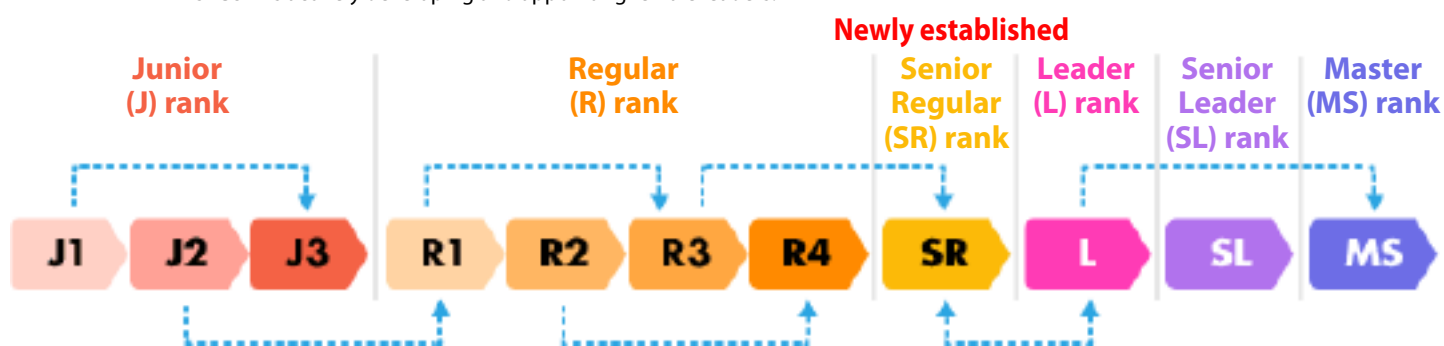 Newly established
Junior
(J) rank
Regular
(R) rank
Senior
Regular
(SR) rank
Leader
(L) rank
Senior
Leader
(SL) rank
Master
(MS) rank
J1
J2
J3
R1
R2
R3
R4
SR
L
SL
MS